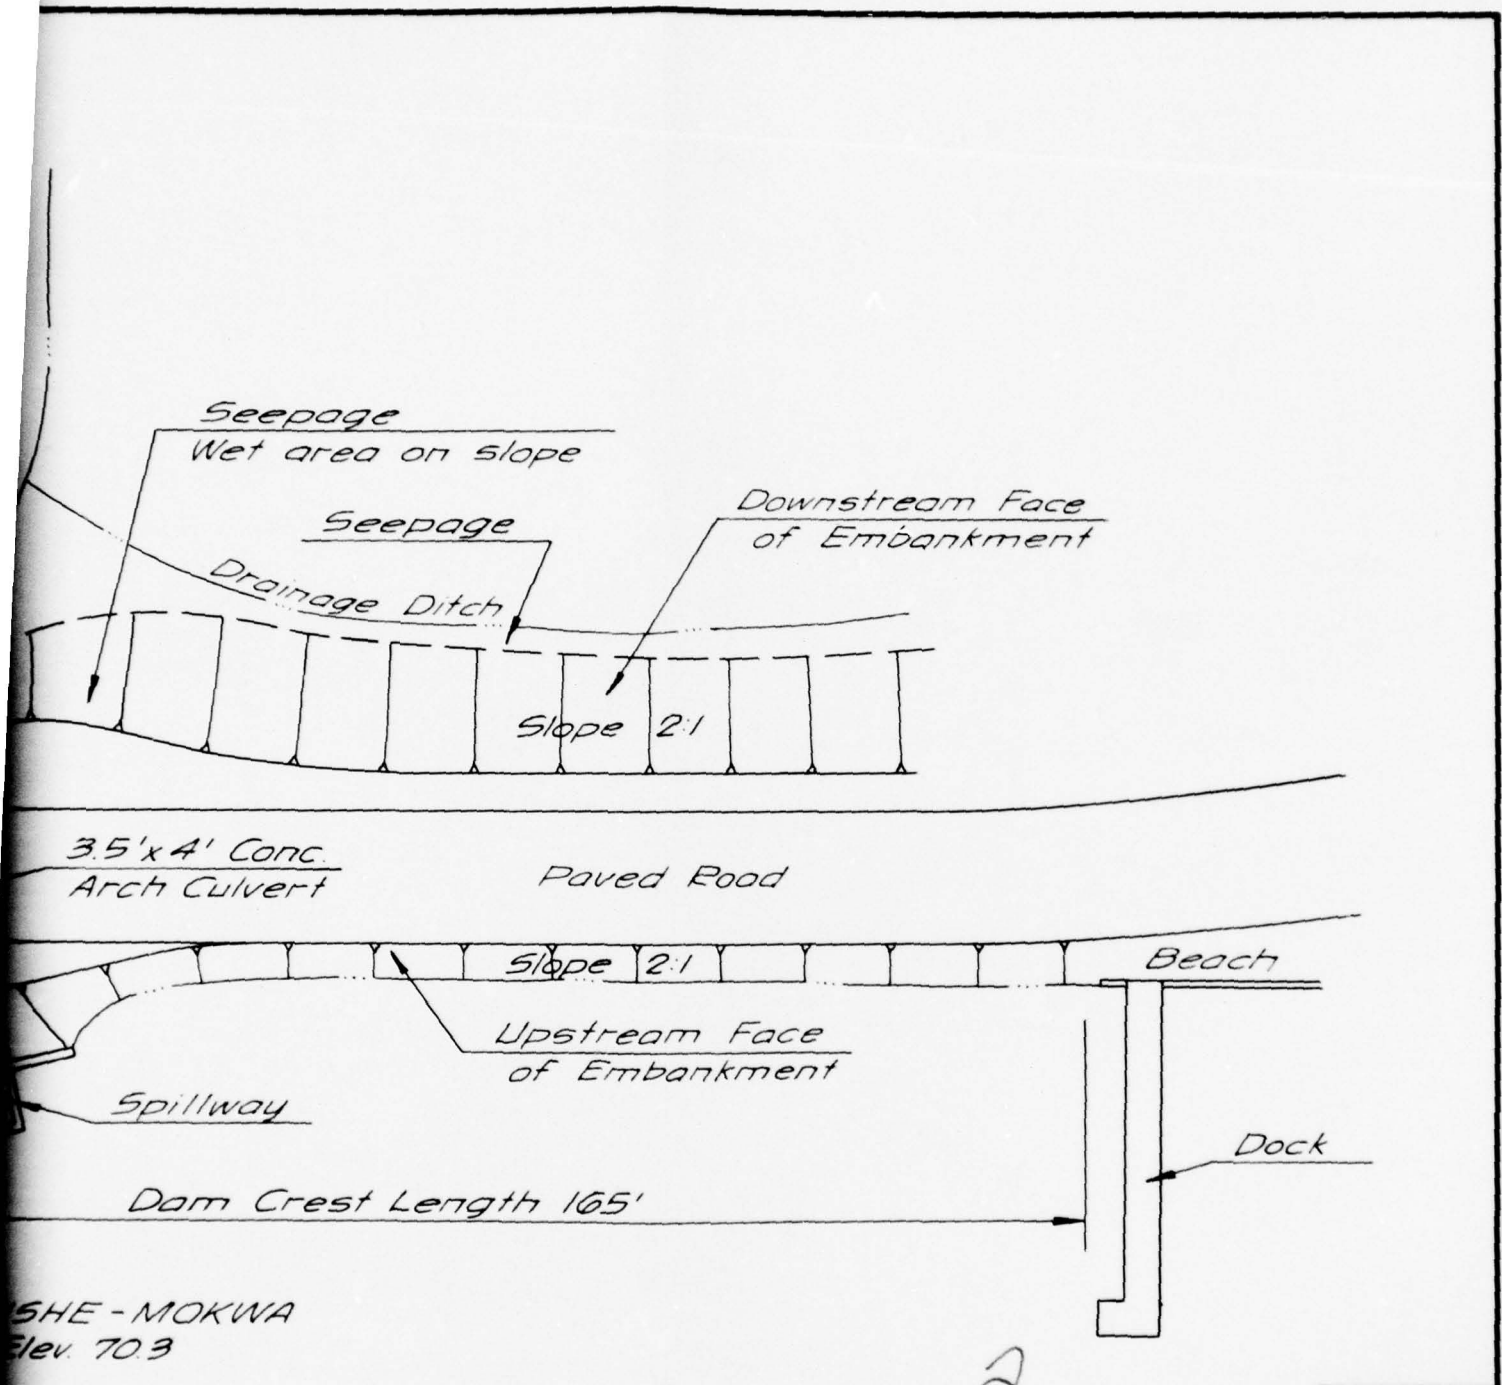 Seepage
Wet area on slope
Seepage
Downstream Face
of Embankment
Drainage Ditch
Slope 2:1
3.5'x4' Conc.
Arch Culvert
Paved Road
Slope 2:1
Beach
Upstream Face
of Embankment
Spillway
Dock
Dam Crest Length 165'
SHE-MOKWA
Elev. 70.3
2